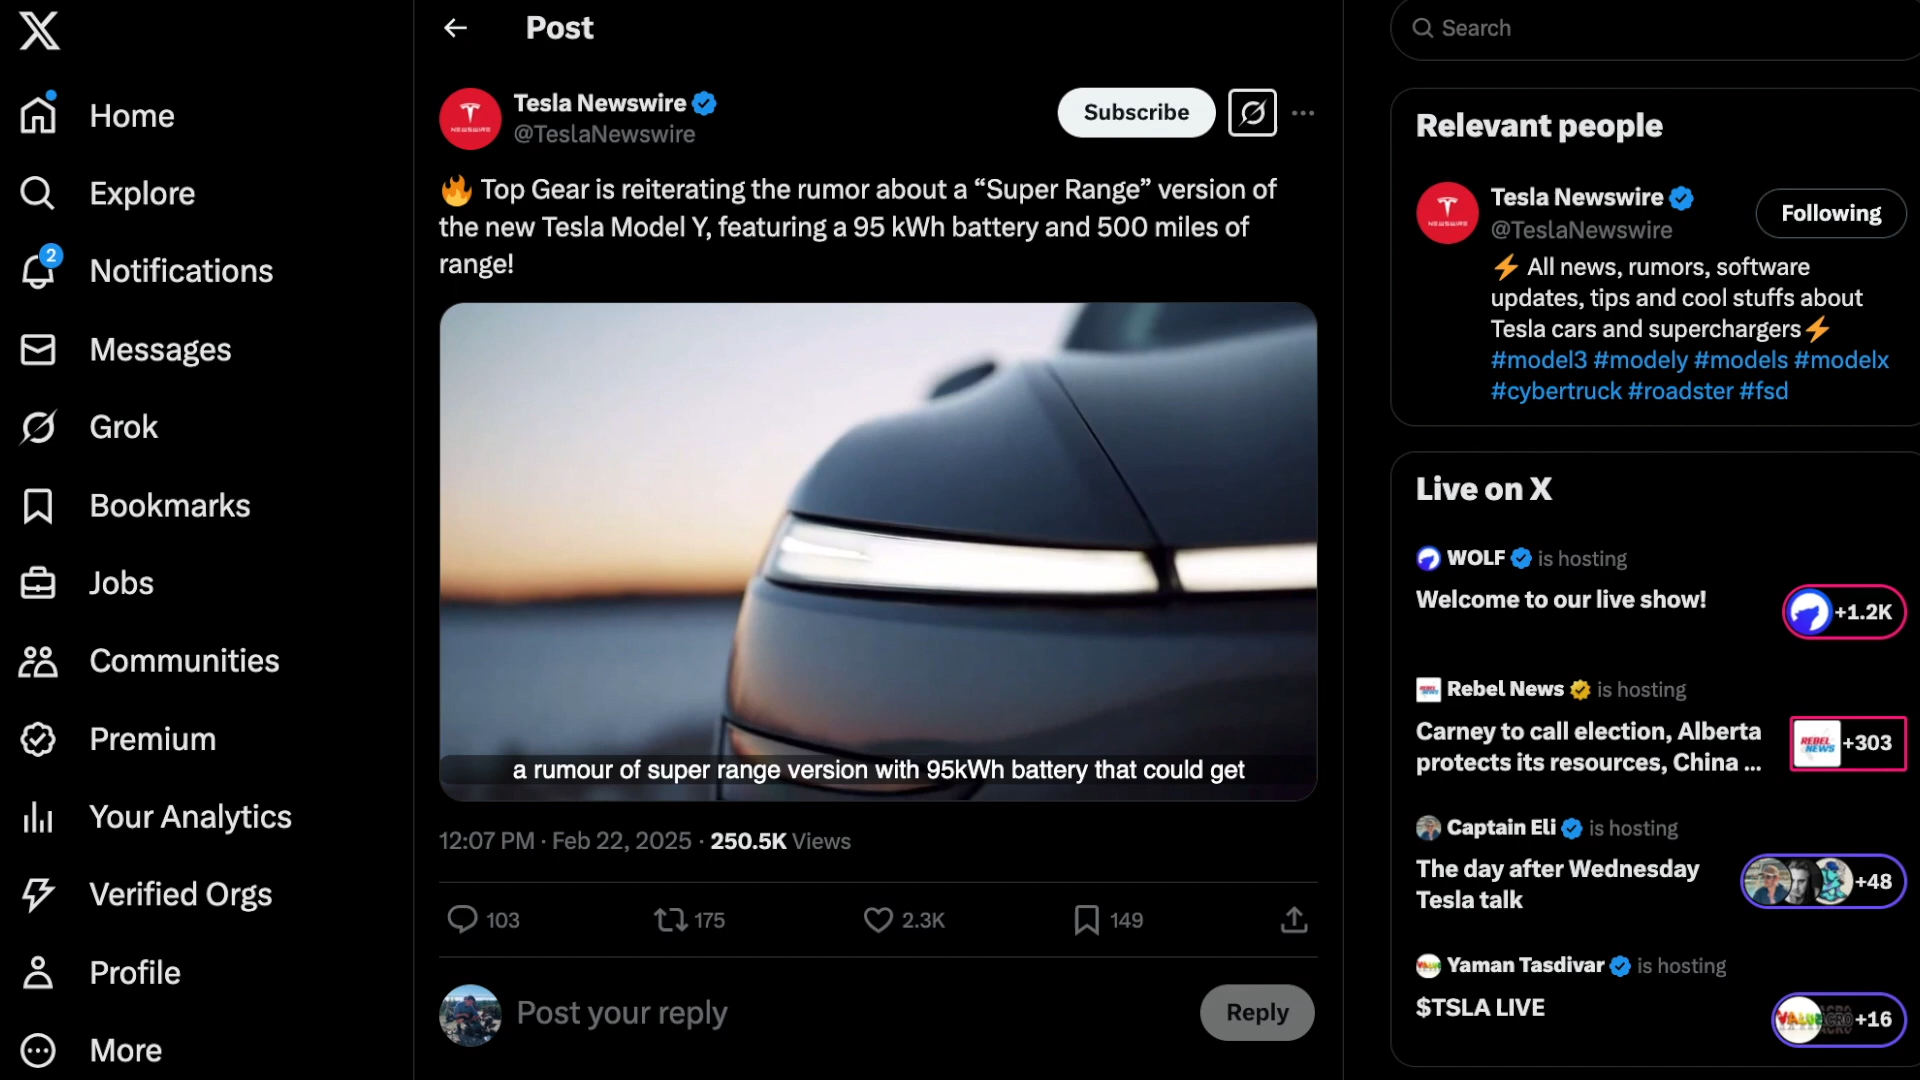 Home
Explore
2
Notifications
Messages
Grok
Bookmarks
Jobs
Communities
Premium
Your Analytics
Verified Orgs
Profile
More
Post
NEWSWIRE
Tesla Newswire
@TeslaNewswire
Subscribe
🔥 Top Gear is reiterating the rumor about a “Super Range” version of
the new Tesla Model Y, featuring a 95 kWh battery and 500 miles of
range!
a rumour of super range version with 95kWh battery that could get
12:07 PM · Feb 22, 2025 · 250.5K Views
103
175
2.3K
149
Post your reply
Reply
Search
Relevant people
NEWSWIRE
Tesla Newswire
@TeslaNewswire
Following
⚡ All news, rumors, software
updates, tips and cool stuffs about
Tesla cars and superchargers⚡
#model3 #modely #models #modelx
#cybertruck #roadster #fsd
Live on X
WOLF is hosting
Welcome to our live show!
+1.2K
Rebel News is hosting
Carney to call election, Alberta
protects its resources, China ...
REBEL
NEWS
+303
Captain Eli is hosting
The day after Wednesday
Tesla talk
+48
Yaman Tasdivar is hosting
$TSLA LIVE
+16